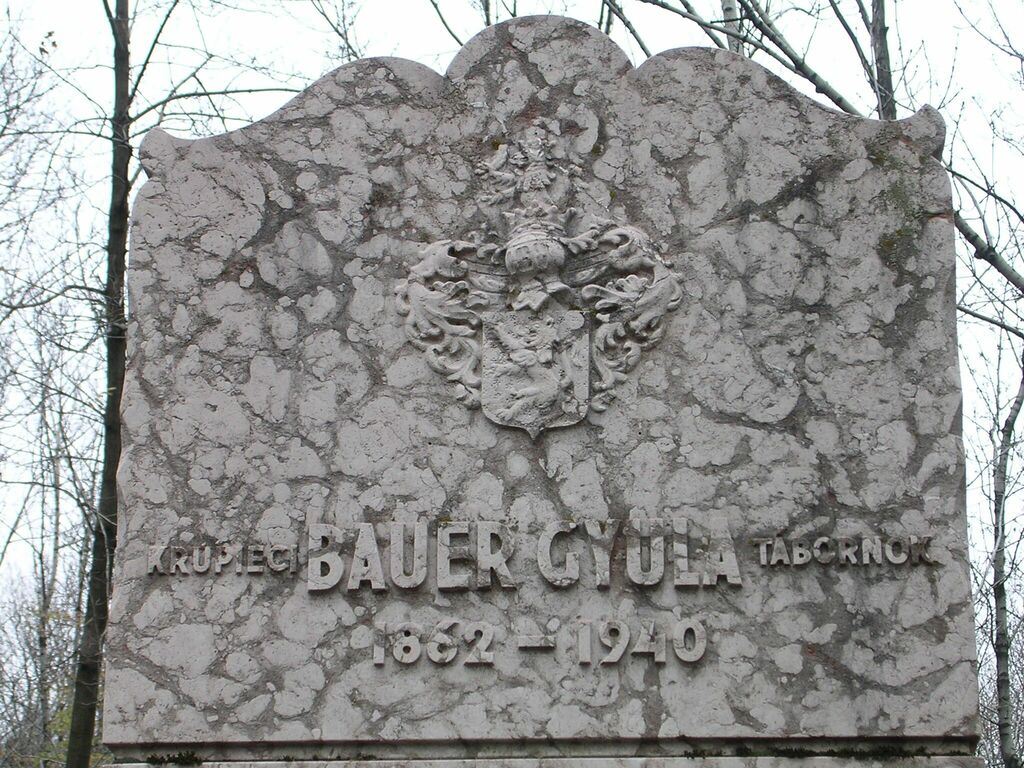 KRUPIECI BAUER GYULA TÁBORNOK
1862 – 1940